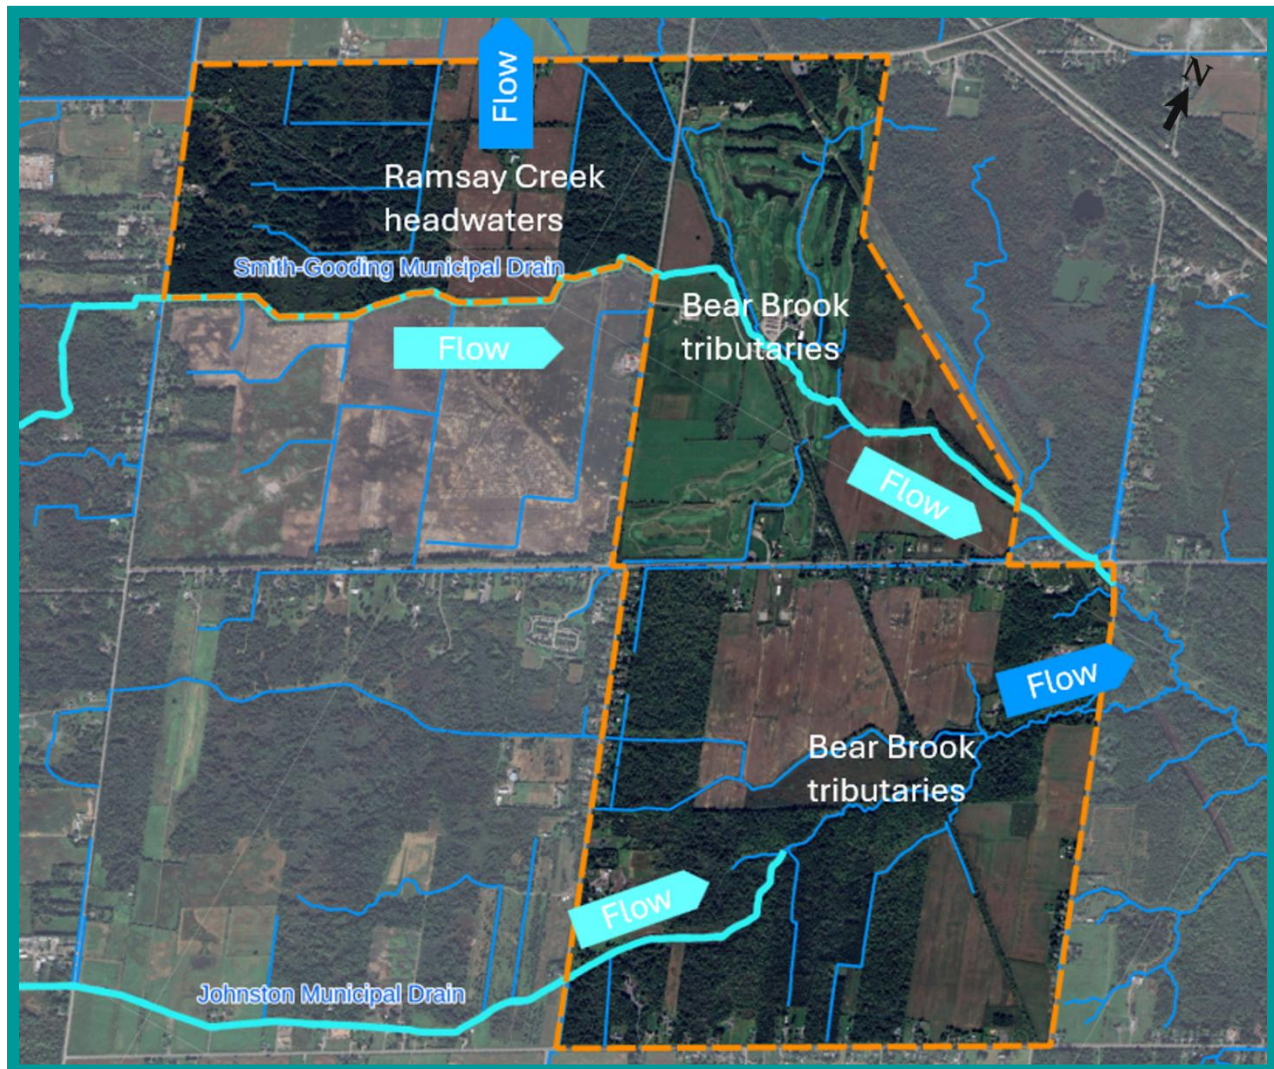 Flow
N
Ramsay Creek
headwaters
Smith-Gooding Municipal Drain
Bear Brook
tributaries
Flow
Flow
Flow
Bear Brook
tributaries
Flow
Johnston Municipal Drain